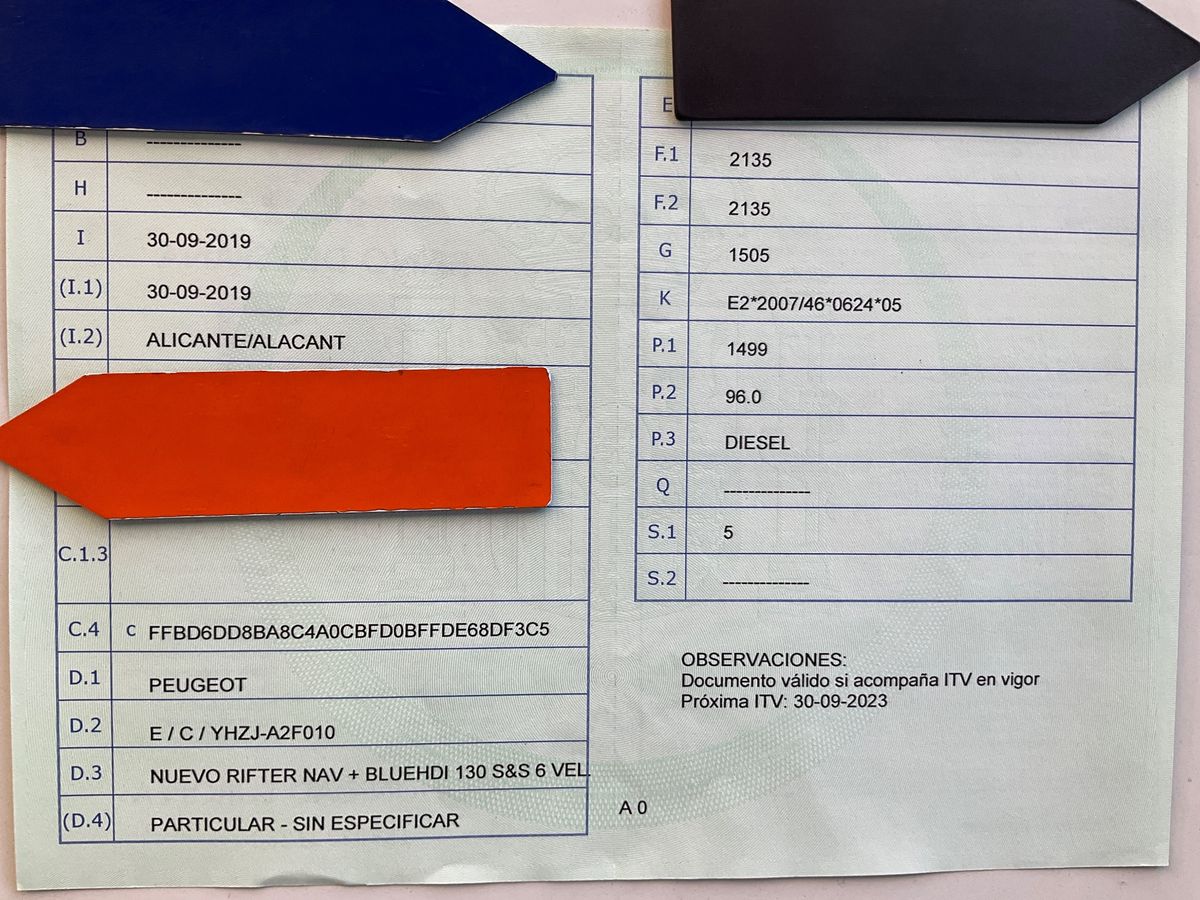 B --------------
H --------------
I 30-09-2019
(I.1) 30-09-2019
(I.2) ALICANTE/ALACANT
C.1.3
C.4 c FFBD6DD8BA8C4A0CBFD0BFFDE68DF3C5
D.1 PEUGEOT
D.2 E / C / YHZJ-A2F010
D.3 NUEVO RIFTER NAV + BLUEHDI 130 S&S 6 VEL.
(D.4) PARTICULAR - SIN ESPECIFICAR
E
F.1 2135
F.2 2135
G 1505
K E2*2007/46*0624*05
P.1 1499
P.2 96.0
P.3 DIESEL
Q --------------
S.1 5
S.2 --------------
OBSERVACIONES:
Documento válido si acompaña ITV en vigor
Próxima ITV: 30-09-2023
A 0